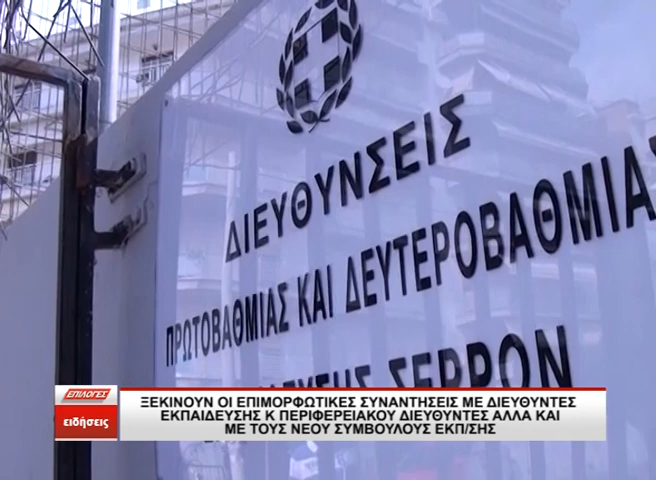 ΔΙΕΥΘΥΝΣΕΙΣ
ΠΡΩΤΟΒΑΘΜΙΑΣ ΚΑΙ ΔΕΥΤΕΡΟΒΑΘΜΙΑΣ
ΣΕΡΡΩΝ
ΕΠΙΛΟΓΕΣ
ειδήσεις
ΞΕΚΙΝΟΥΝ ΟΙ ΕΠΙΜΟΡΦΩΤΙΚΕΣ ΣΥΝΑΝΤΗΣΕΙΣ ΜΕ ΔΙΕΥΘΥΝΤΕΣ
ΕΚΠΑΙΔΕΥΣΗΣ Κ ΠΕΡΙΦΕΡΕΙΑΚΟΥ ΔΙΕΥΘΥΝΤΕΣ ΑΛΛΑ ΚΑΙ
ΜΕ ΤΟΥΣ ΝΕΟΥ ΣΥΜΒΟΥΛΟΥΣ ΕΚΠ/ΣΗΣ